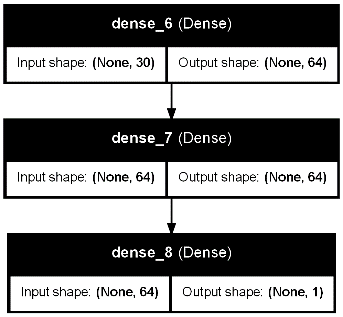 dense_6 (Dense)
Input shape: (None, 30) Output shape: (None, 64)
dense_7 (Dense)
Input shape: (None, 64) Output shape: (None, 64)
dense_8 (Dense)
Input shape: (None, 64) Output shape: (None, 1)